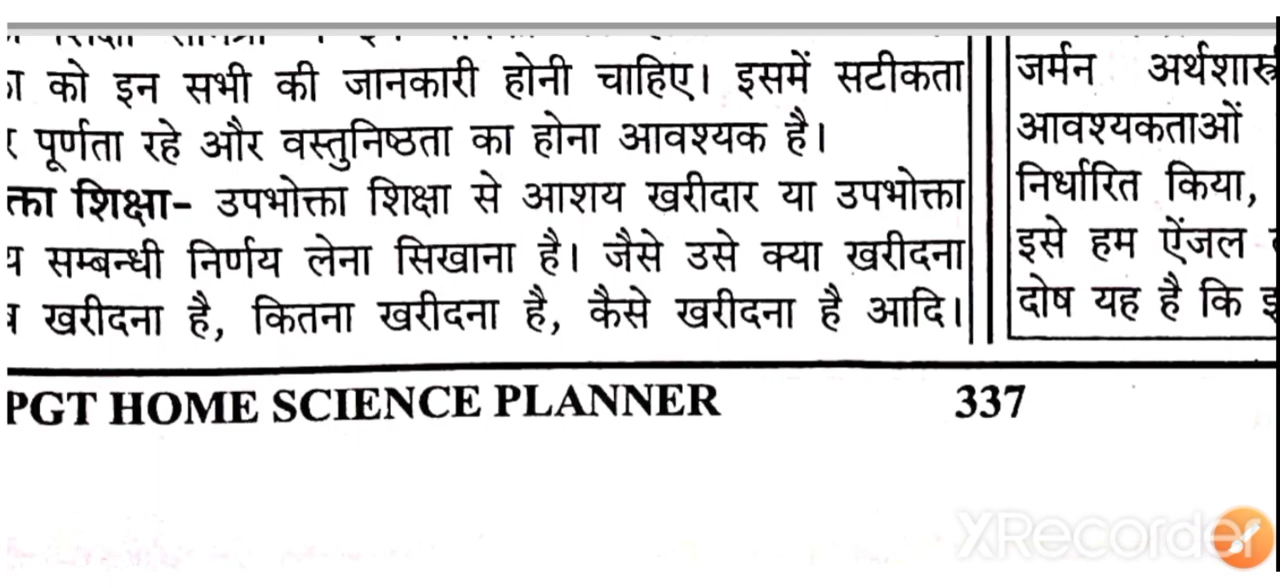 को इन सभी की जानकारी होनी चाहिए। इसमें सटीकता
पूर्णता रहे और वस्तुनिष्ठता का होना आवश्यक है।
क्ता शिक्षा- उपभोक्ता शिक्षा से आशय खरीदार या उपभोक्ता
य सम्बन्धी निर्णय लेना सिखाना है। जैसे उसे क्या खरीदना
खरीदना है, कितना खरीदना है, कैसे खरीदना है आदि।
जर्मन
आवश्यकताओं
निर्धारित किया,
इसे हम ऐंजल
दोष यह है कि
PGT HOME SCIENCE PLANNER 337
XRecorder